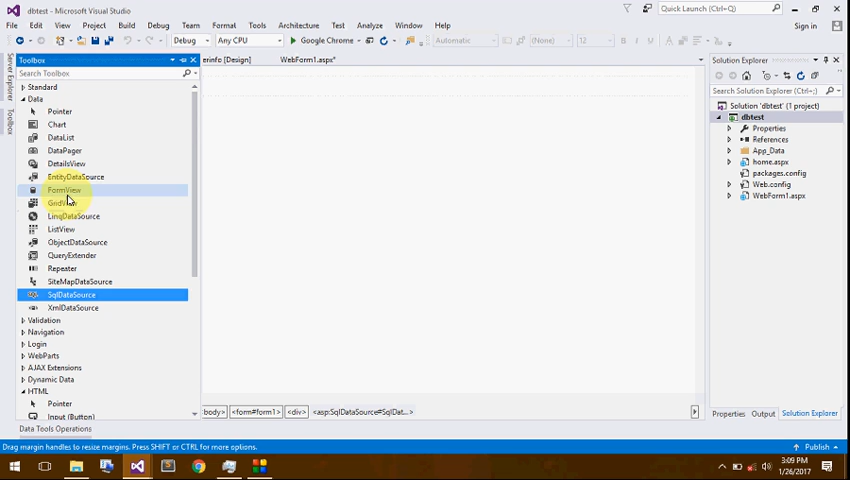 dbtest - Microsoft Visual Studio
Quick Launch (Ctrl+;)
File Edit View Project Build Debug Team Format Tools Architecture Test Analyze Window Help
Sign in
Debug Any CPU Google Chrome Automatic (None) 12 B I U A
Server Explorer
Toolbox
Toolbox
Search Toolbox
Standard
Data
Pointer
Chart
DataList
DataPager
DetailsView
EntityDataSource
FormView
GridView
LinqDataSource
ListView
ObjectDataSource
QueryExtender
Repeater
SiteMapDataSource
SqlDataSource
XmlDataSource
Validation
Navigation
Login
WebParts
AJAX Extensions
Dynamic Data
HTML
Pointer
Input (Button)
Data Tools Operations
erinfo [Design] WebForm1.aspx*
body> <form#form1> <div> <asp:SqlDataSource#SqlDat...>
Solution Explorer
Search Solution Explorer (Ctrl+;)
Solution 'dbtest' (1 project)
dbtest
Properties
References
App_Data
home.aspx
packages.config
Web.config
WebForm1.aspx
Properties Output Solution Explorer
Drag margin handles to resize margins. Press SHIFT or CTRL for more options.
Publish
3:09 PM
1/26/2017